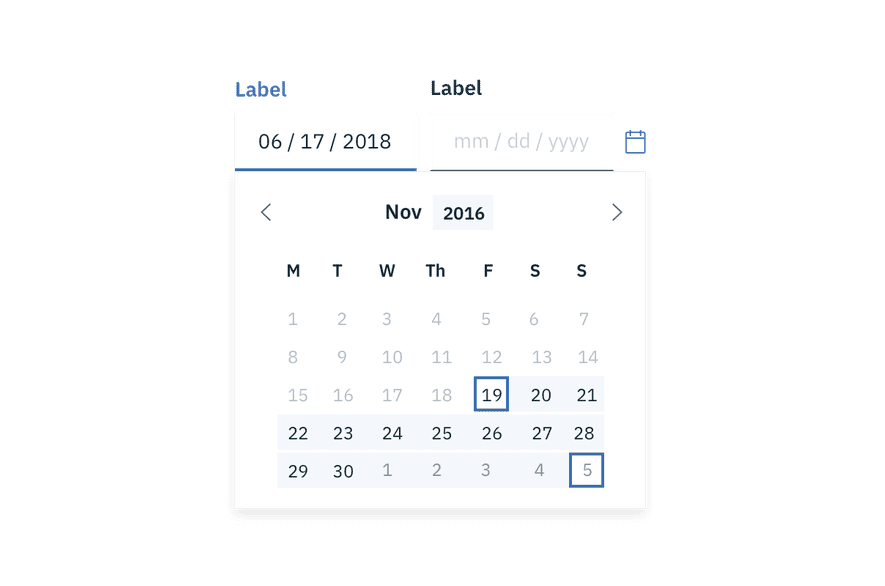 Label Label
06 / 17 / 2018 mm / dd / yyyy
Nov 2016
M T W Th F S S
1 2 3 4 5 6 7
8 9 10 11 12 13 14
15 16 17 18 19 20 21
22 23 24 25 26 27 28
29 30 1 2 3 4 5